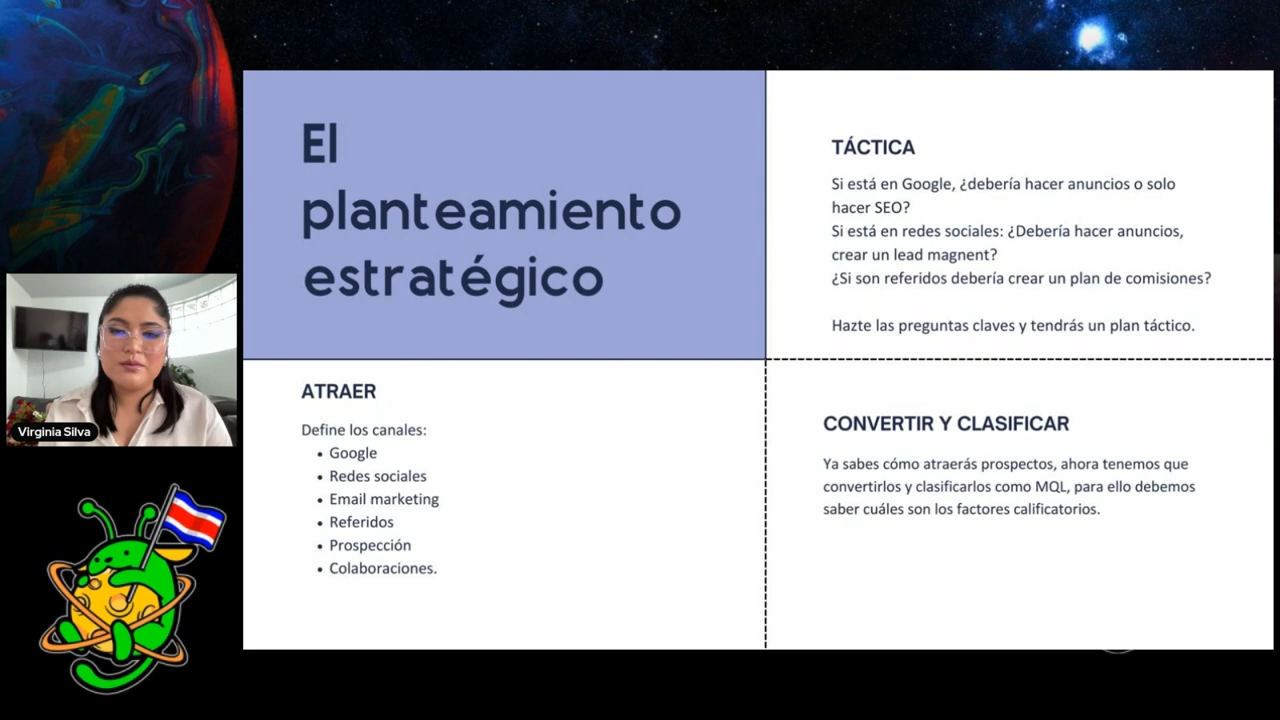 El
planteamiento
estratégico
TÁCTICA
Si está en Google, ¿debería hacer anuncios o solo
hacer SEO?
Si está en redes sociales: ¿Debería hacer anuncios,
crear un lead magnent?
¿Si son referidos debería crear un plan de comisiones?
Hazte las preguntas claves y tendrás un plan táctico.
ATRAER
Define los canales:
• Google
• Redes sociales
• Email marketing
• Referidos
• Prospección
• Colaboraciones.
CONVERTIR Y CLASIFICAR
Ya sabes cómo atraerás prospectos, ahora tenemos que
convertirlos y clasificarlos como MQL, para ello debemos
saber cuáles son los factores calificatorios.
Virginia Silva